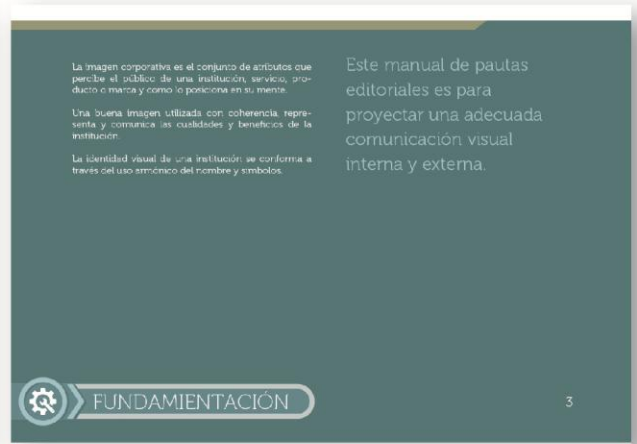 La imagen corporativa es el conjunto de atributos que
percibe el público de una institución, servicio, pro-
ducto o marca y como lo posiciona en su mente.
Una buena imagen utilizada con coherencia, repre-
senta y comunica las cualidades y beneficios de la
institución.
La identidad visual de una institución se conforma a
través del uso armónico del nombre y símbolos.
Este manual de pautas
editoriales es para
proyectar una adecuada
comunicación visual
interna y externa.
FUNDAMIENTACIÓN
3